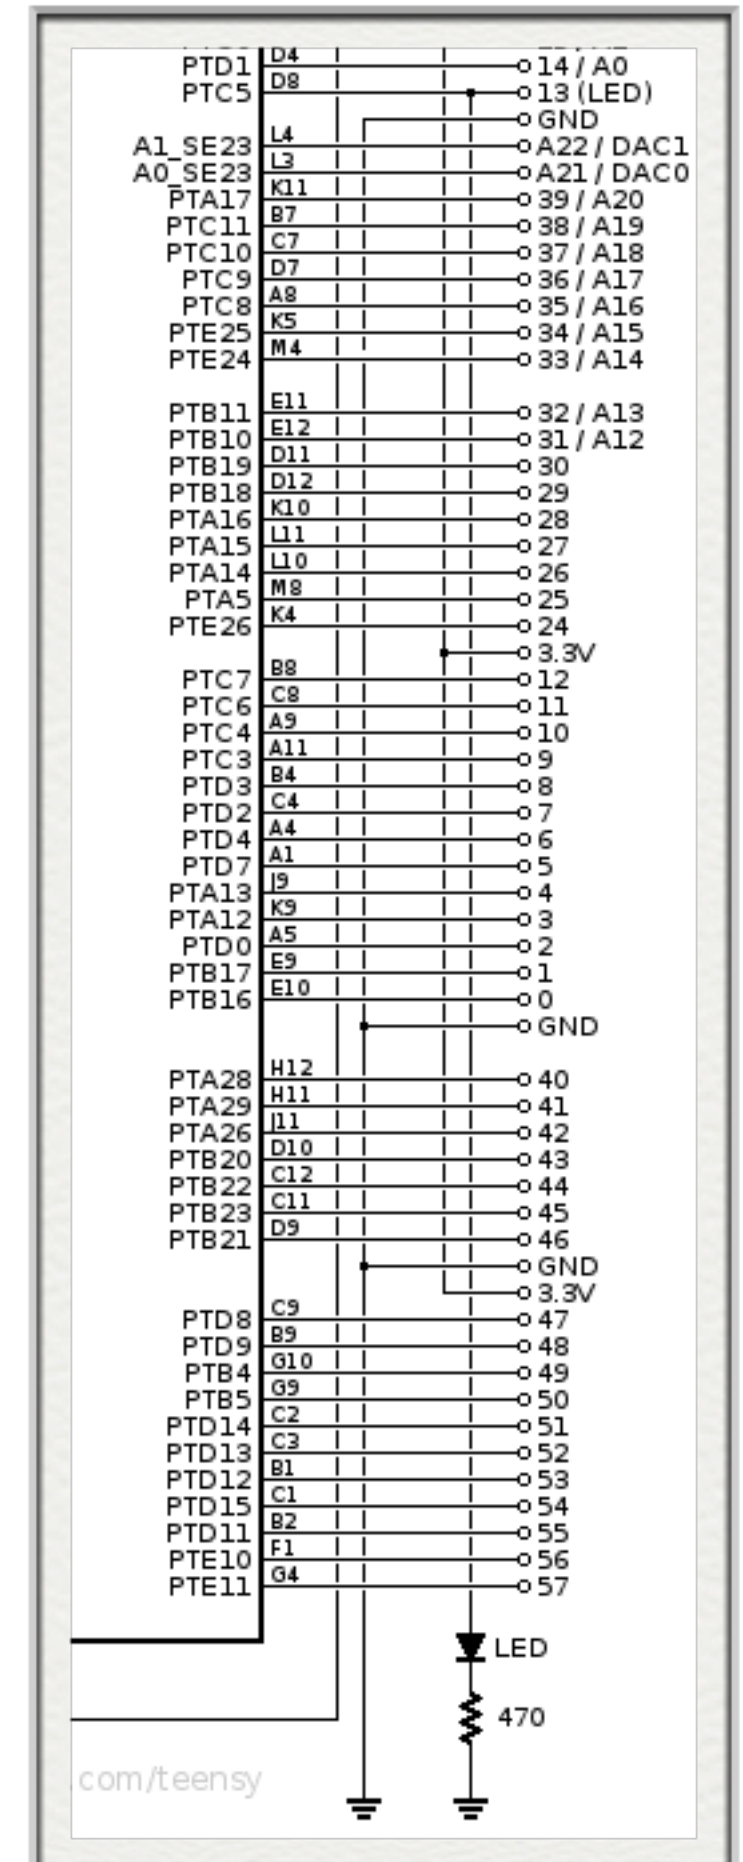 PTD1 D4 14 / A0
PTC5 D8 13 (LED)
GND
A1_SE23 L4 A22 / DAC1
A0_SE23 L3 A21 / DAC0
PTA17 K11 39 / A20
PTC11 B7 38 / A19
PTC10 C7 37 / A18
PTC9 D7 36 / A17
PTC8 A8 35 / A16
PTE25 K5 34 / A15
PTE24 M4 33 / A14
PTB11 E11 32 / A13
PTB10 E12 31 / A12
PTB19 D11 30
PTB18 D12 29
PTA16 K10 28
PTA15 L11 27
PTA14 L10 26
PTA5 M8 25
PTE26 K4 24
3.3V
PTC7 B8 12
PTC6 C8 11
PTC4 A9 10
PTC3 A11 9
PTD3 B4 8
PTD2 C4 7
PTD4 A4 6
PTD7 A1 5
PTA13 J9 4
PTA12 K9 3
PTD0 A5 2
PTB17 E9 1
PTB16 E10 0
GND
PTA28 H12 40
PTA29 H11 41
PTA26 J11 42
PTB20 D10 43
PTB22 C12 44
PTB23 C11 45
PTB21 D9 46
GND
3.3V
PTD8 C9 47
PTD9 B9 48
PTB4 G10 49
PTB5 G9 50
PTD14 C2 51
PTD13 C3 52
PTD12 B1 53
PTD15 C1 54
PTD11 B2 55
PTE10 F1 56
PTE11 G4 57
LED
470
.com/teensy